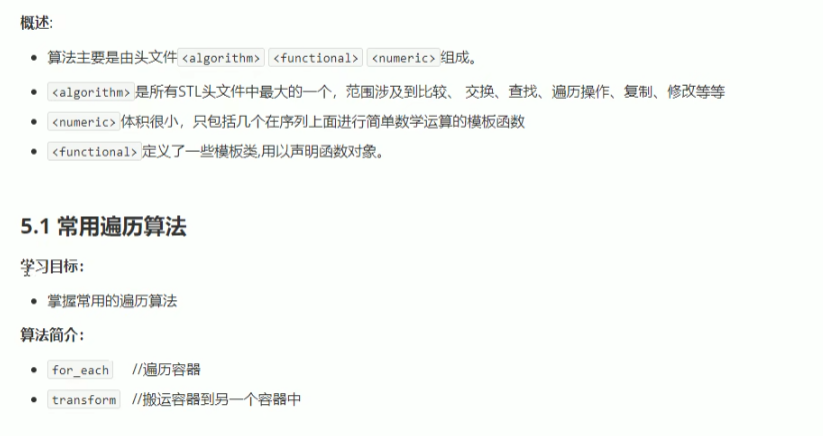 概述:
算法主要是由头文件<algorithm> <functional> <numeric>组成。
<algorithm>是所有STL头文件中最大的一个，范围涉及到比较、 交换、查找、遍历操作、复制、修改等等
<numeric>体积很小，只包括几个在序列上面进行简单数学运算的模板函数
<functional>定义了一些模板类,用以声明函数对象。
5.1 常用遍历算法
学习目标：
掌握常用的遍历算法
算法简介：
for_each //遍历容器
transform //搬运容器到另一个容器中